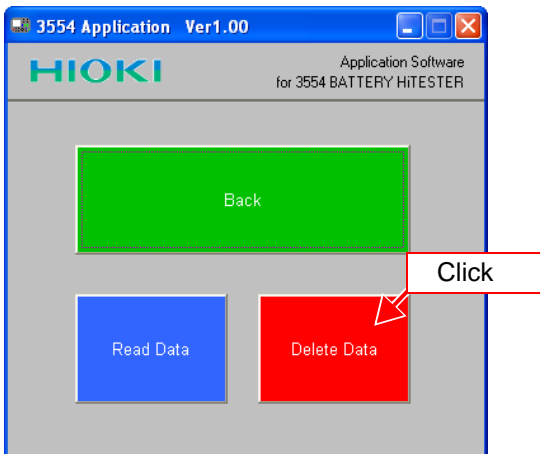 3554 Application Ver1.00
HIOKI
Application Software
for 3554 BATTERY HiTESTER
Back
Click
Read Data
Delete Data